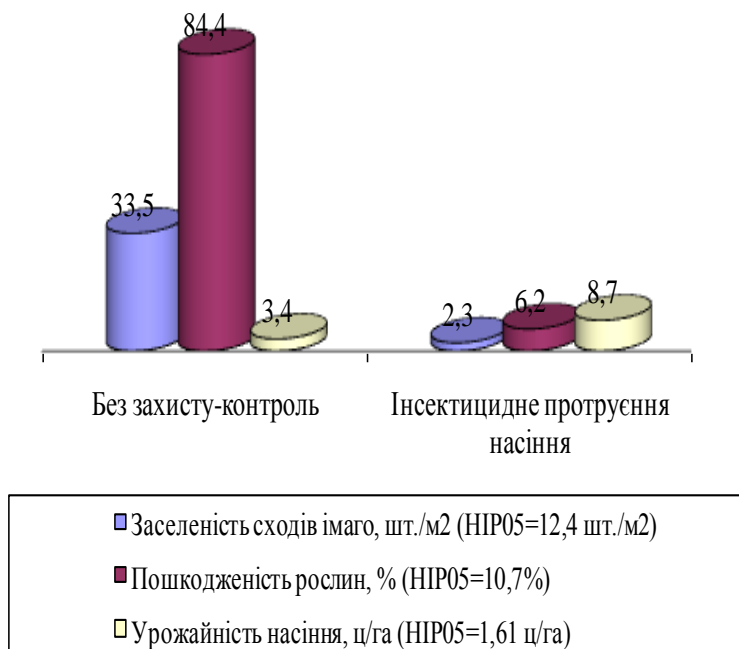 84,4
33,5
3,4
2,3
6,2
8,7
Без захисту-контроль
Інсектицидне протруєння
насіння
Заселеність сходів імаго, шт./м2 (НІР05=12,4 шт./м2)
Пошкодженість рослин, % (НІР05=10,7%)
Урожайність насіння, ц/га (НІР05=1,61 ц/га)